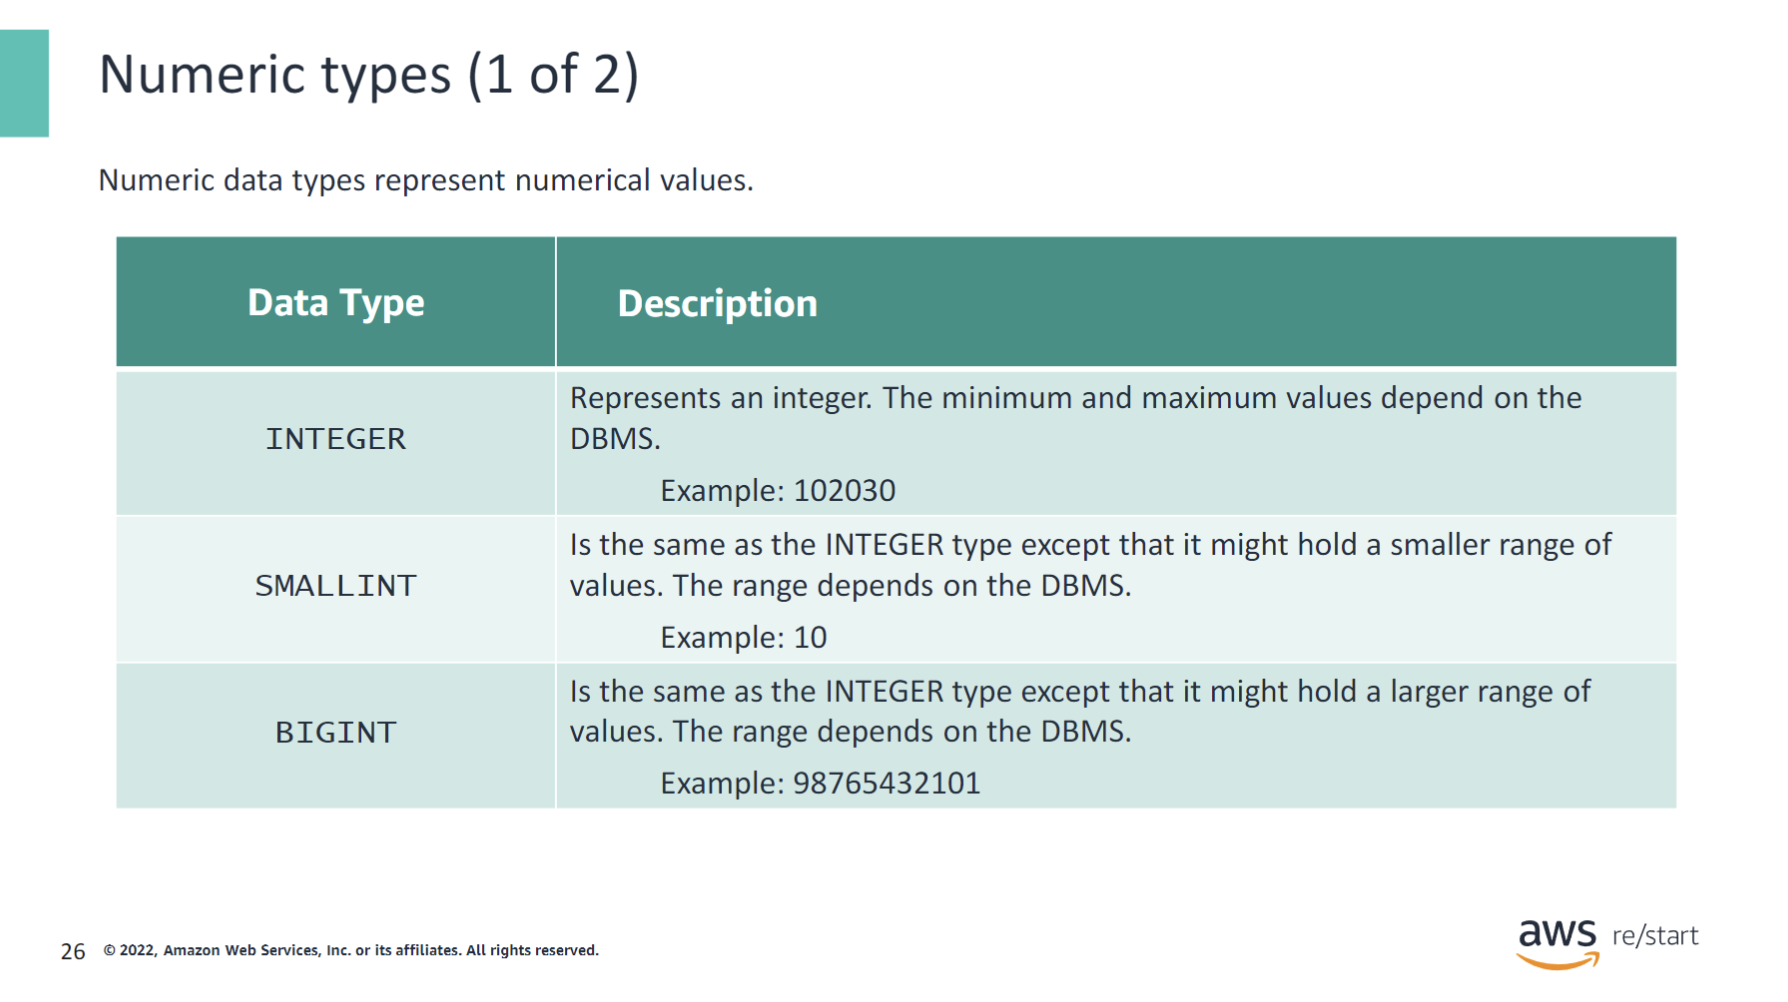 Numeric types (1 of 2)
Numeric data types represent numerical values.
Data Type
Description
INTEGER
Represents an integer. The minimum and maximum values depend on the
DBMS.
Example: 102030
SMALLINT
Is the same as the INTEGER type except that it might hold a smaller range of
values. The range depends on the DBMS.
Example: 10
BIGINT
Is the same as the INTEGER type except that it might hold a larger range of
values. The range depends on the DBMS.
Example: 98765432101
26 © 2022, Amazon Web Services, Inc. or its affiliates. All rights reserved.
aws re/start